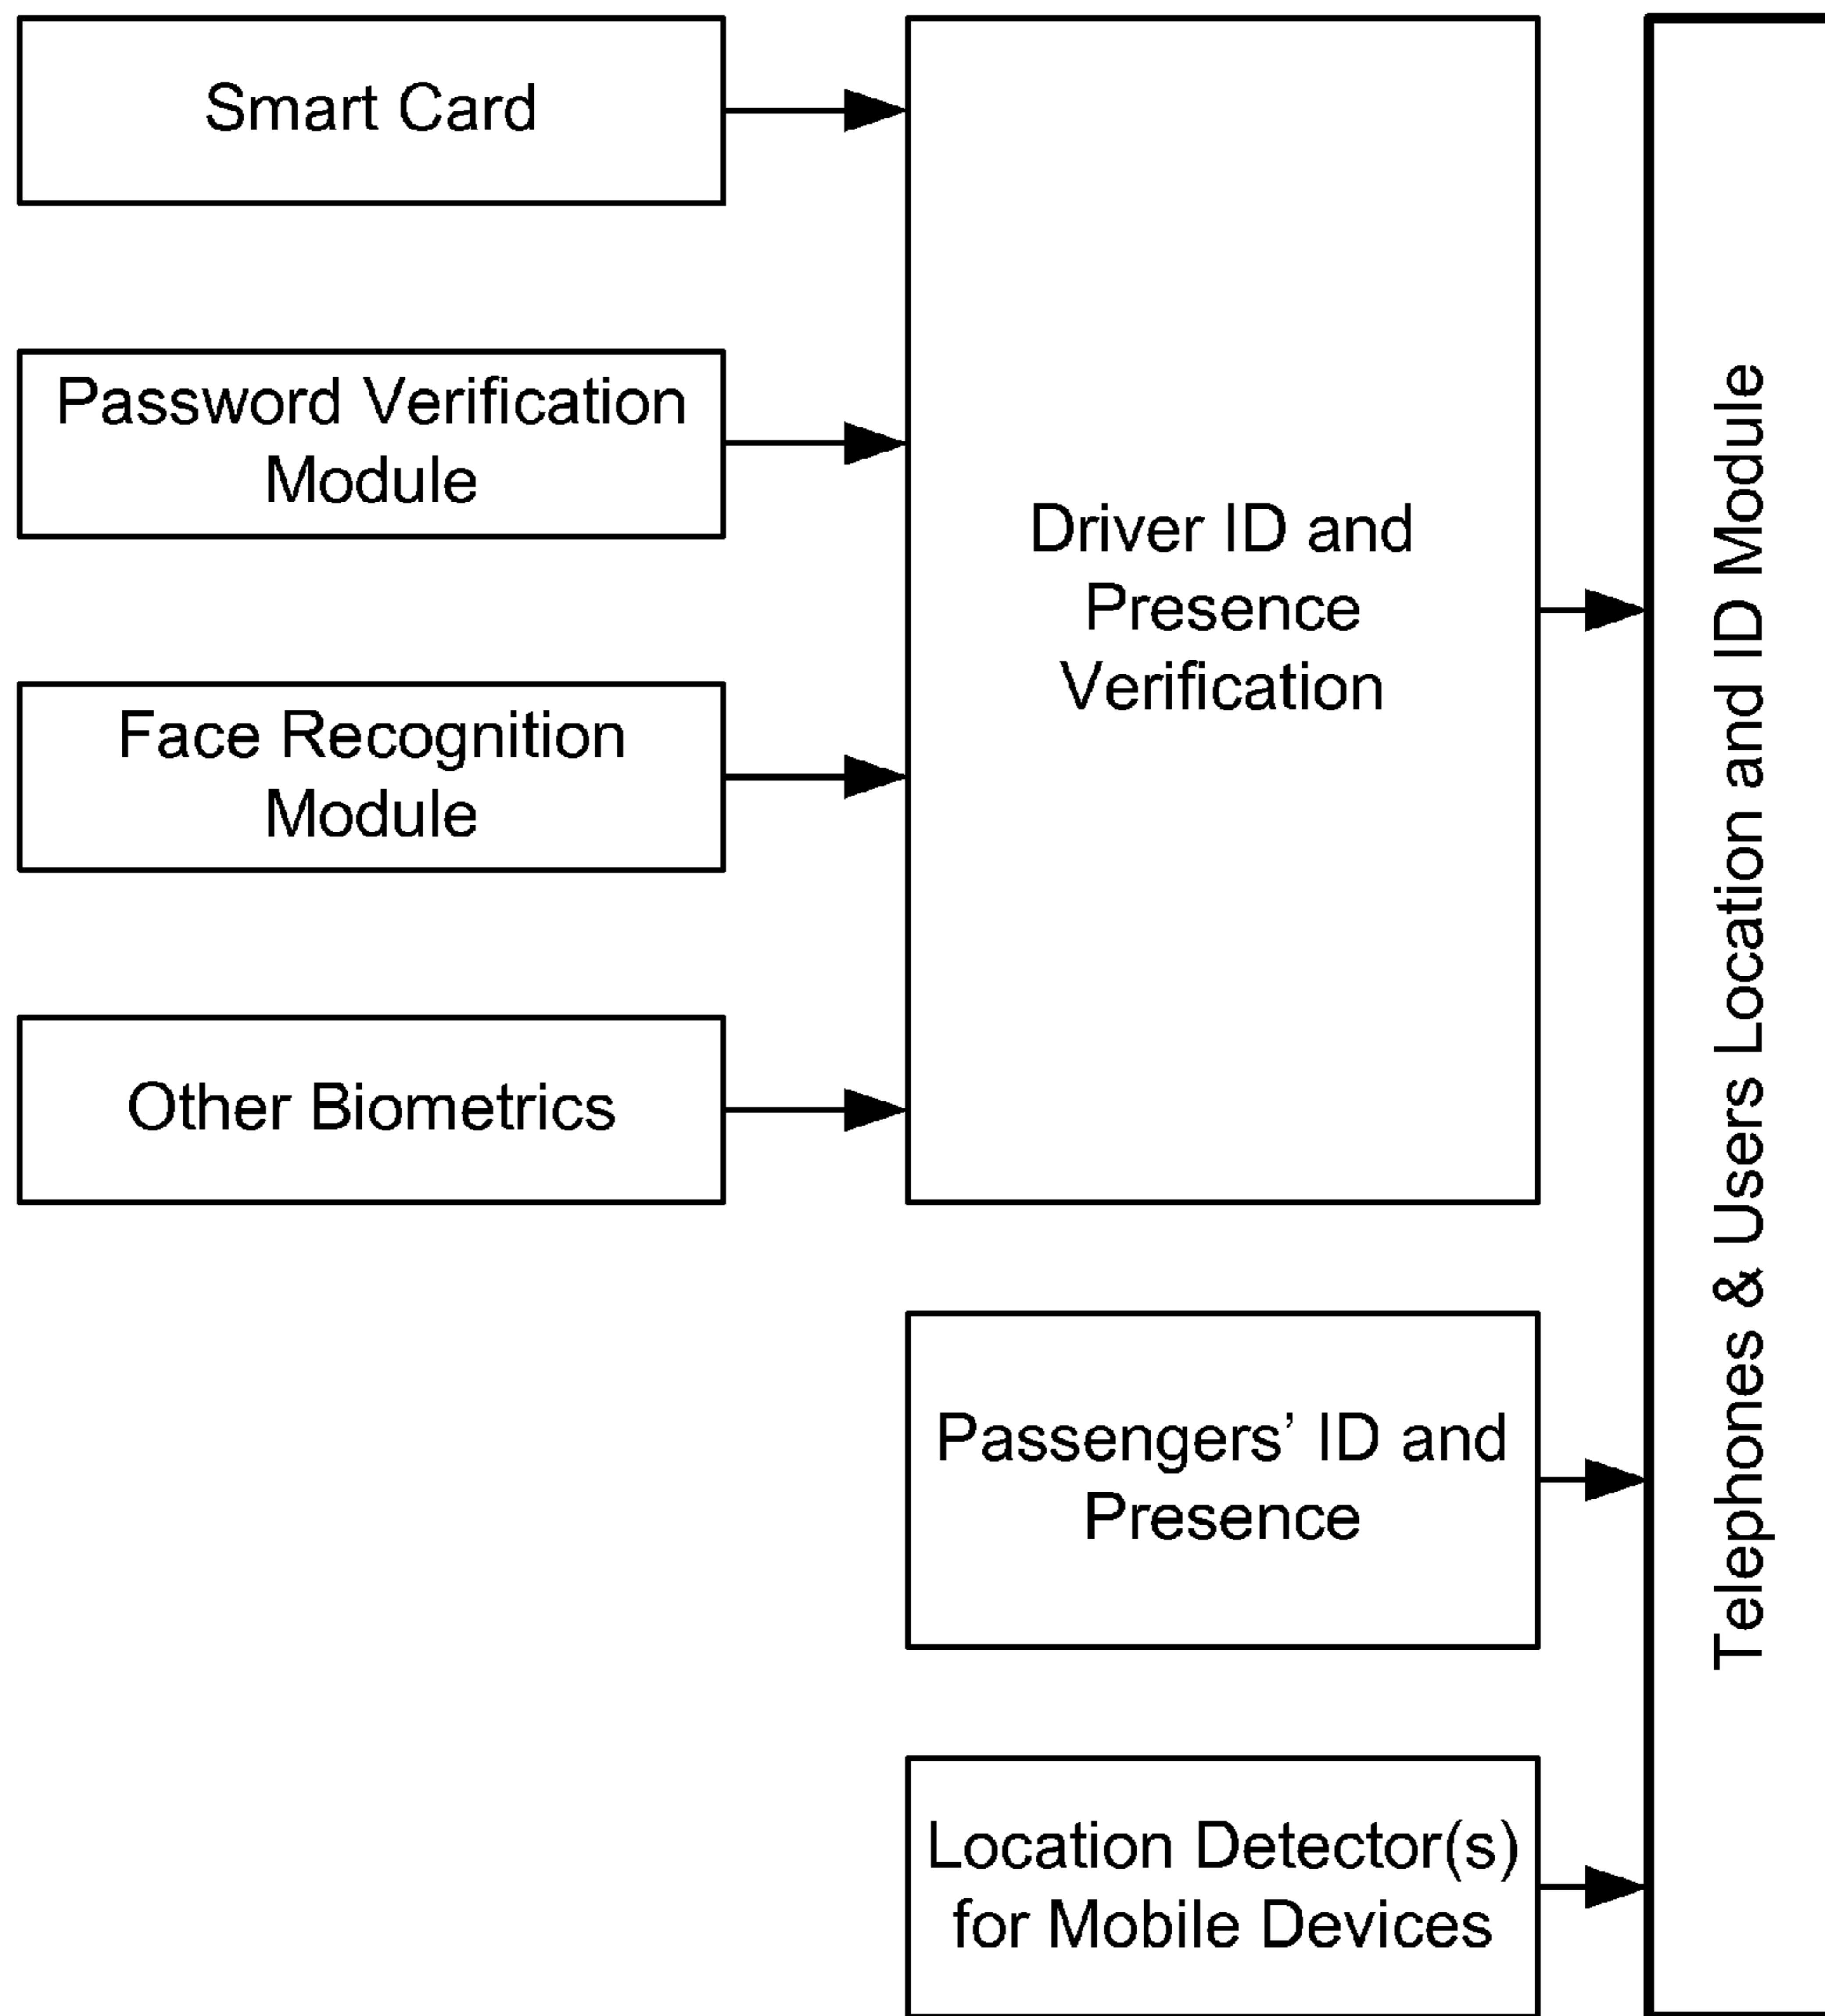 Smart Card
Password Verification
Module
Face Recognition
Module
Other Biometrics
Driver ID and
Presence
Verification
Passengers’ ID and
Presence
Location Detector(s)
for Mobile Devices
Telephones & Users Location and ID Module